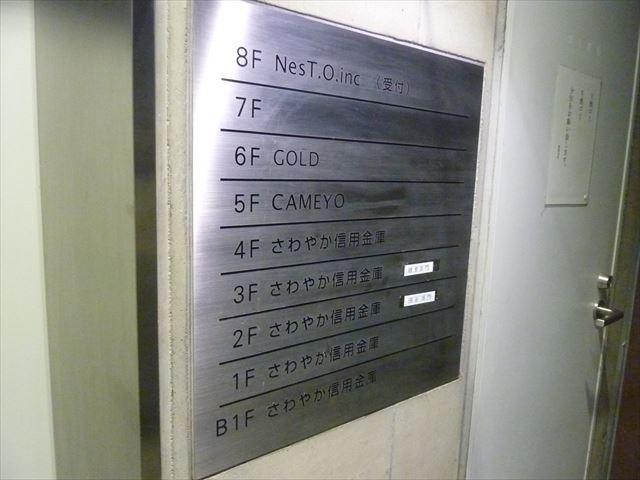 8F NesT.O.inc （受付）
7F
6F GOLD
5F CAMEYO
4F さわやか信用金庫
3F さわやか信用金庫
2F さわやか信用金庫
1F さわやか信用金庫
B1F さわやか信用金庫